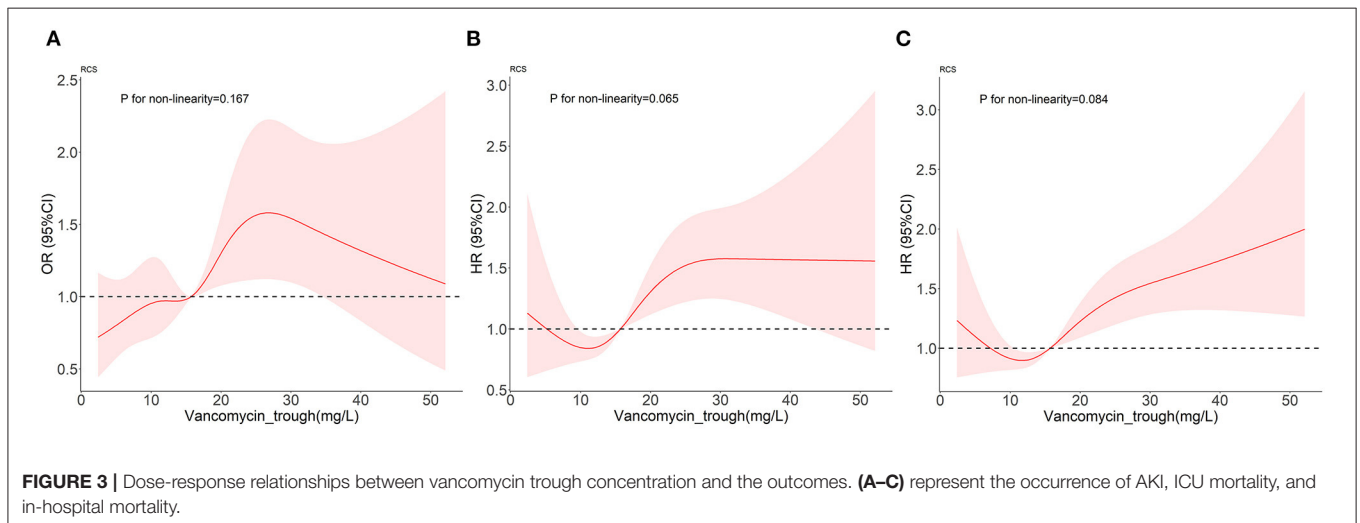 A
RCS
P for non-linearity=0.167
OR (95%CI)
2.5
2.0
1.5
1.0
0.5
0 10 20 30 40 50
Vancomycin_trough(mg/L)
B
RCS
P for non-linearity=0.065
HR (95%CI)
3.0
2.5
2.0
1.5
1.0
0.5
0 10 20 30 40 50
Vancomycin_trough(mg/L)
C
RCS
P for non-linearity=0.084
HR (95%CI)
3.0
2.5
2.0
1.5
1.0
0 10 20 30 40 50
Vancomycin_trough(mg/L)
FIGURE 3 | Dose-response relationships between vancomycin trough concentration and the outcomes. (A–C) represent the occurrence of AKI, ICU mortality, and
in-hospital mortality.